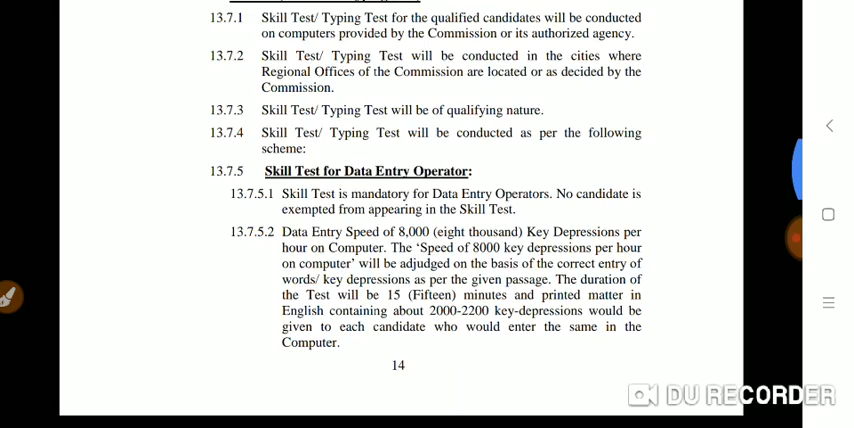 13.7.1 Skill Test/ Typing Test for the qualified candidates will be conducted
on computers provided by the Commission or its authorized agency.
13.7.2 Skill Test/ Typing Test will be conducted in the cities where
Regional Offices of the Commission are located or as decided by the
Commission.
13.7.3 Skill Test/ Typing Test will be of qualifying nature.
13.7.4 Skill Test/ Typing Test will be conducted as per the following
scheme:
13.7.5 Skill Test for Data Entry Operator:
13.7.5.1 Skill Test is mandatory for Data Entry Operators. No candidate is
exempted from appearing in the Skill Test.
13.7.5.2 Data Entry Speed of 8,000 (eight thousand) Key Depressions per
hour on Computer. The ‘Speed of 8000 key depressions per hour
on computer’ will be adjudged on the basis of the correct entry of
words/ key depressions as per the given passage. The duration of
the Test will be 15 (Fifteen) minutes and printed matter in
English containing about 2000-2200 key-depressions would be
given to each candidate who would enter the same in the
Computer.
14
DU RECORDER